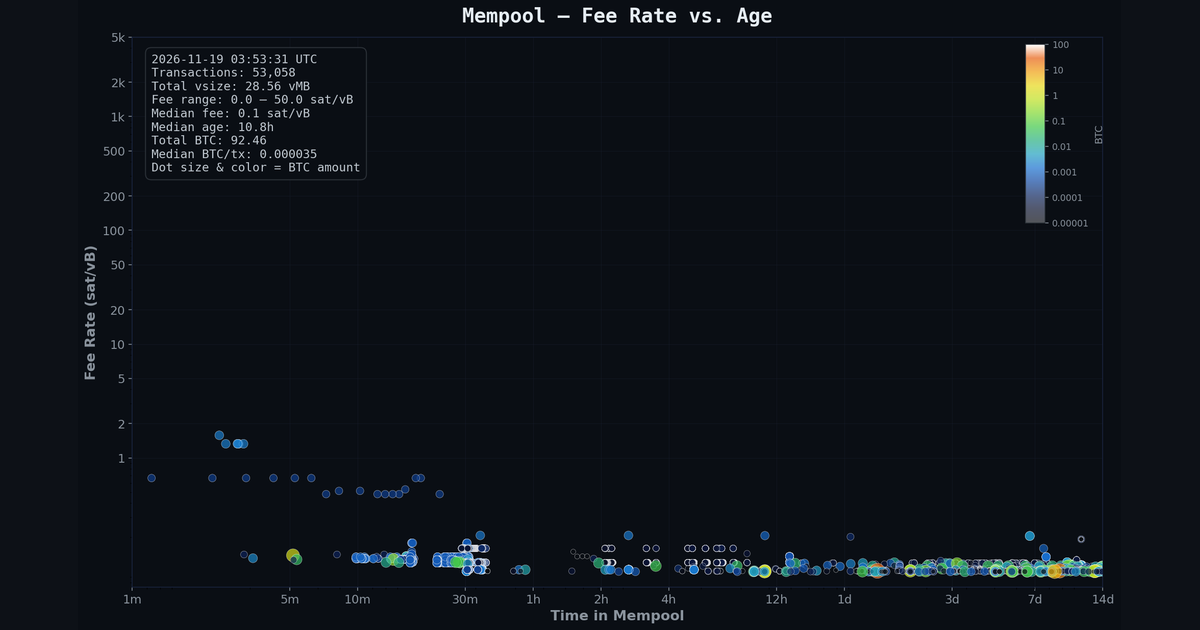 Mempool — Fee Rate vs. Age
2026-11-19 03:53:31 UTC
Transactions: 53,058
Total vsize: 28.56 vMB
Fee range: 0.0 – 50.0 sat/vB
Median fee: 0.1 sat/vB
Median age: 10.8h
Total BTC: 92.46
Median BTC/tx: 0.000035
Dot size & color = BTC amount
100
10
1
0.1
0.01
0.001
0.0001
0.00001
BTC
5k
2k
1k
500
200
100
50
20
10
5
2
1
Fee Rate (sat/vB)
1m 5m 10m 30m 1h 2h 4h 12h 1d 3d 7d 14d
Time in Mempool